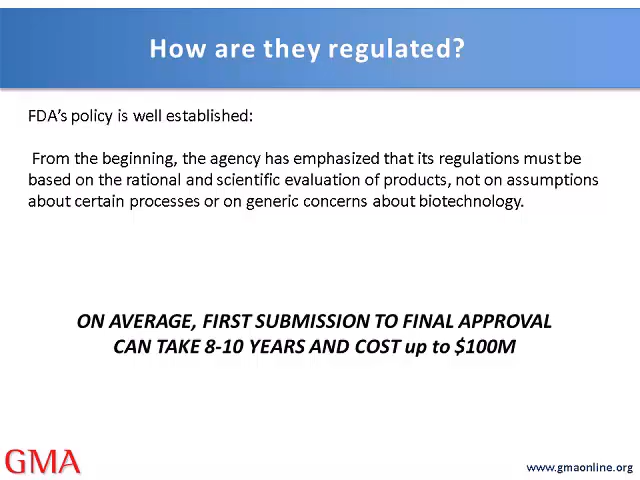 How are they regulated?
FDA's policy is well established:
From the beginning, the agency has emphasized that its regulations must be
based on the rational and scientific evaluation of products, not on assumptions
about certain processes or on generic concerns about biotechnology.
ON AVERAGE, FIRST SUBMISSION TO FINAL APPROVAL
CAN TAKE 8-10 YEARS AND COST up to $100M
GMA
www.gmaonline.org